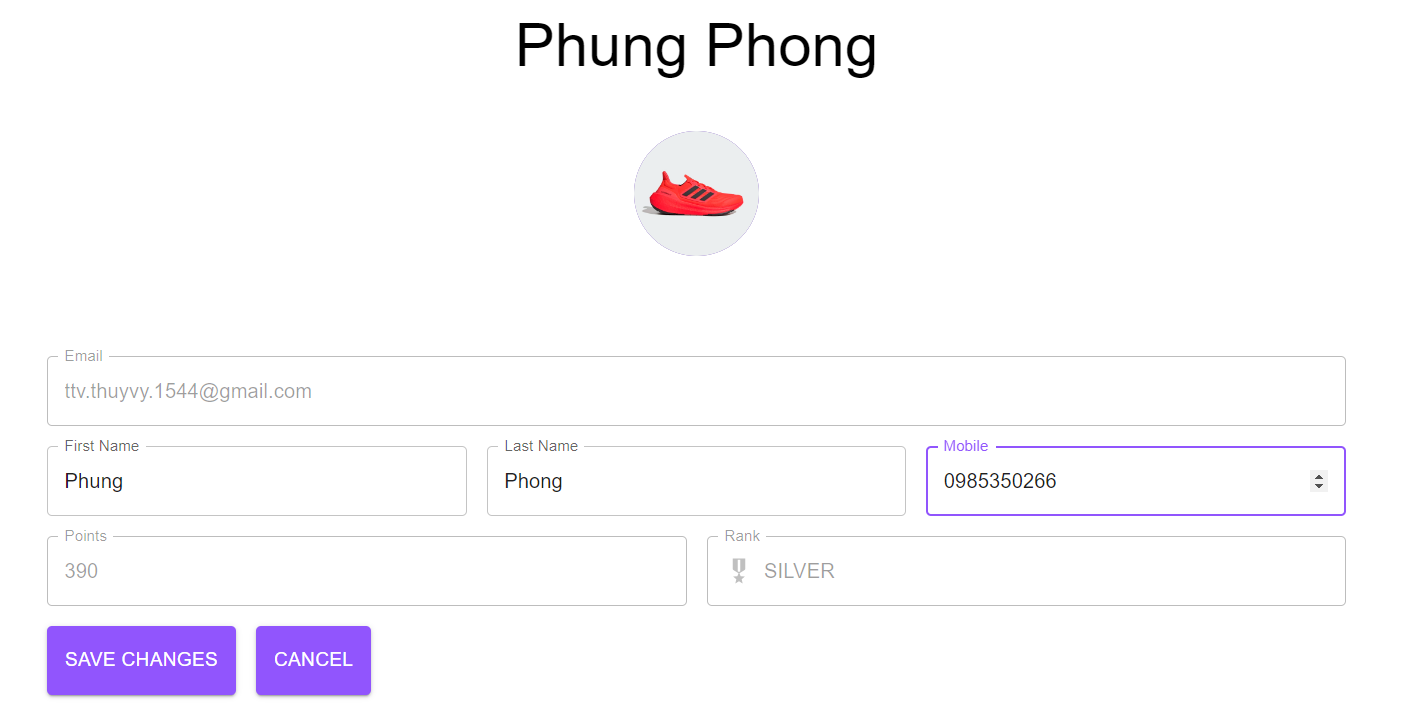 Phung Phong
Email
ttv.thuyvy.1544@gmail.com
First Name
Phung
Last Name
Phong
Mobile
0985350266
Points
390
Rank
SILVER
SAVE CHANGES
CANCEL